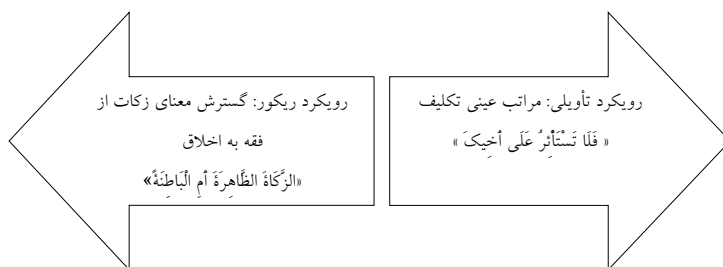 رویکرد تأویلی: مراتب عینی تکلیف
« فَلَا تَسْتَأْثِرْ عَلَى أَخِيكَ »
رویکرد ریکور: گسترش معنای زکات از
فقه به اخلاق
«الزَّكَاةَ الظَّاهِرَةَ أَمِ الْبَاطِنَةَ»